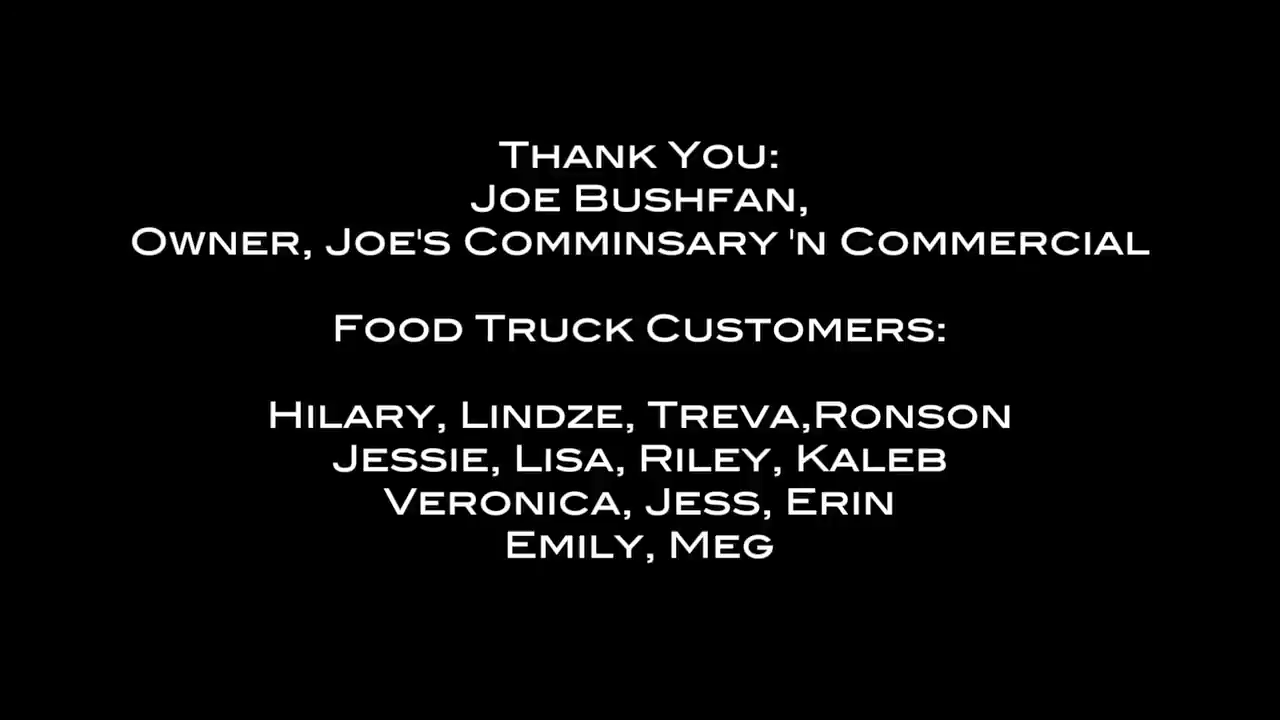 Thank You:
Joe Bushfan,
Owner, Joe's Comminsary 'n Commercial
Food Truck Customers:
Hilary, Lindze, Treva,Ronson
Jessie, Lisa, Riley, Kaleb
Veronica, Jess, Erin
Emily, Meg